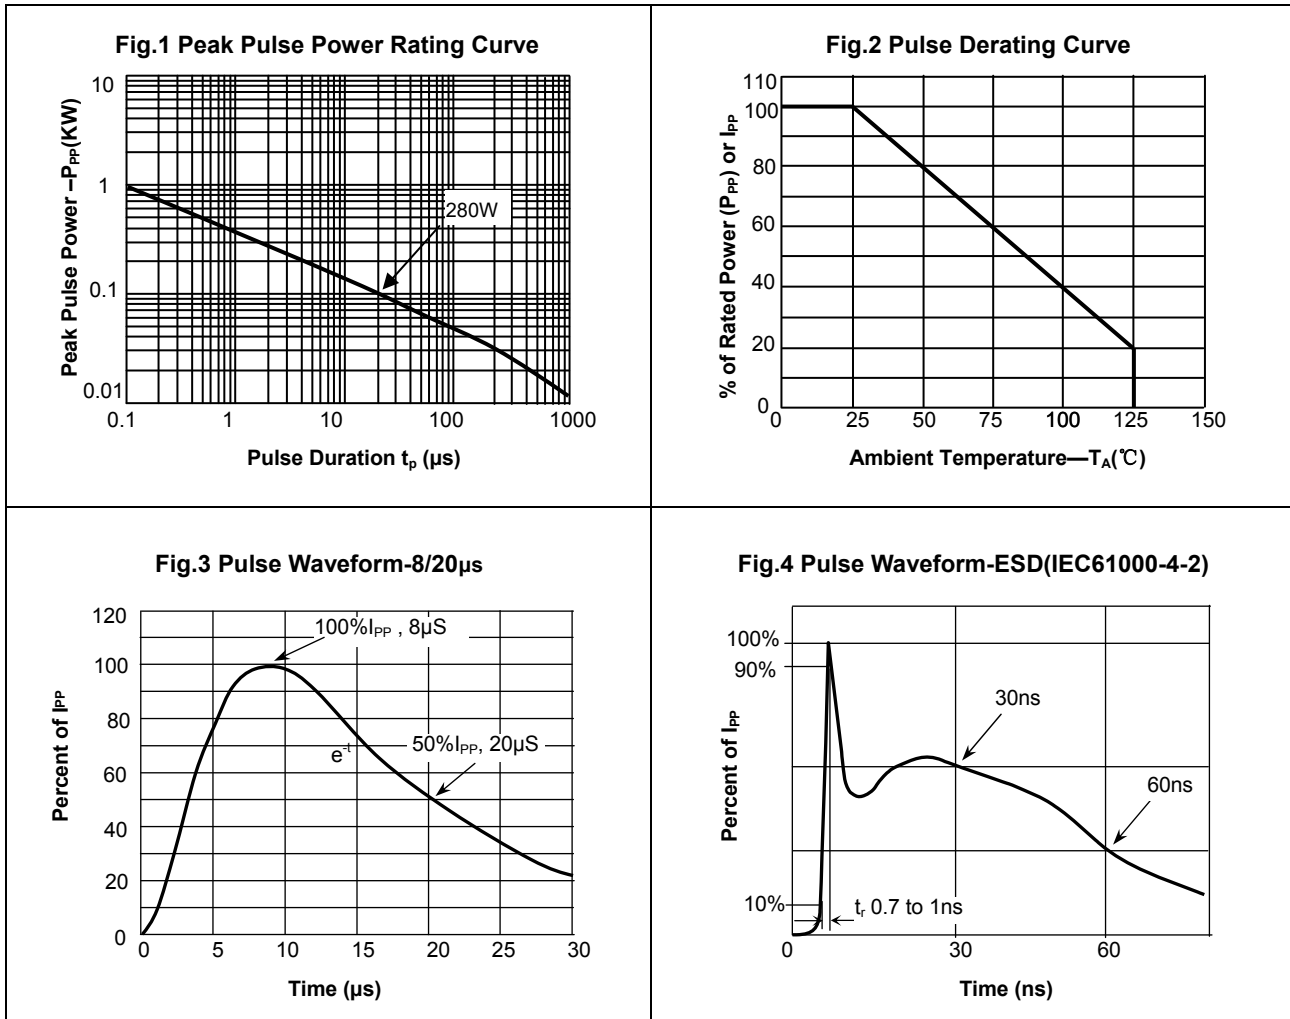 Fig.1 Peak Pulse Power Rating Curve
10
1
0.1
0.01
Peak Pulse Power –PPP(KW)
280W
0.1 1 10 100 1000
Pulse Duration tp (µs)
Fig.2 Pulse Derating Curve
110
100
80
60
40
20
0
% of Rated Power (PPP) or IPP
0 25 50 75 100 125 150
Ambient Temperature—TA(℃)
Fig.3 Pulse Waveform-8/20µs
120
100
80
60
40
20
0
Percent of IPP
100%IPP , 8µS
e-t
50%IPP, 20µS
0 5 10 15 20 25 30
Time (µs)
Fig.4 Pulse Waveform-ESD(IEC61000-4-2)
100%
90%
10%
Percent of IPP
30ns
60ns
tr 0.7 to 1ns
0 30 60
Time (ns)